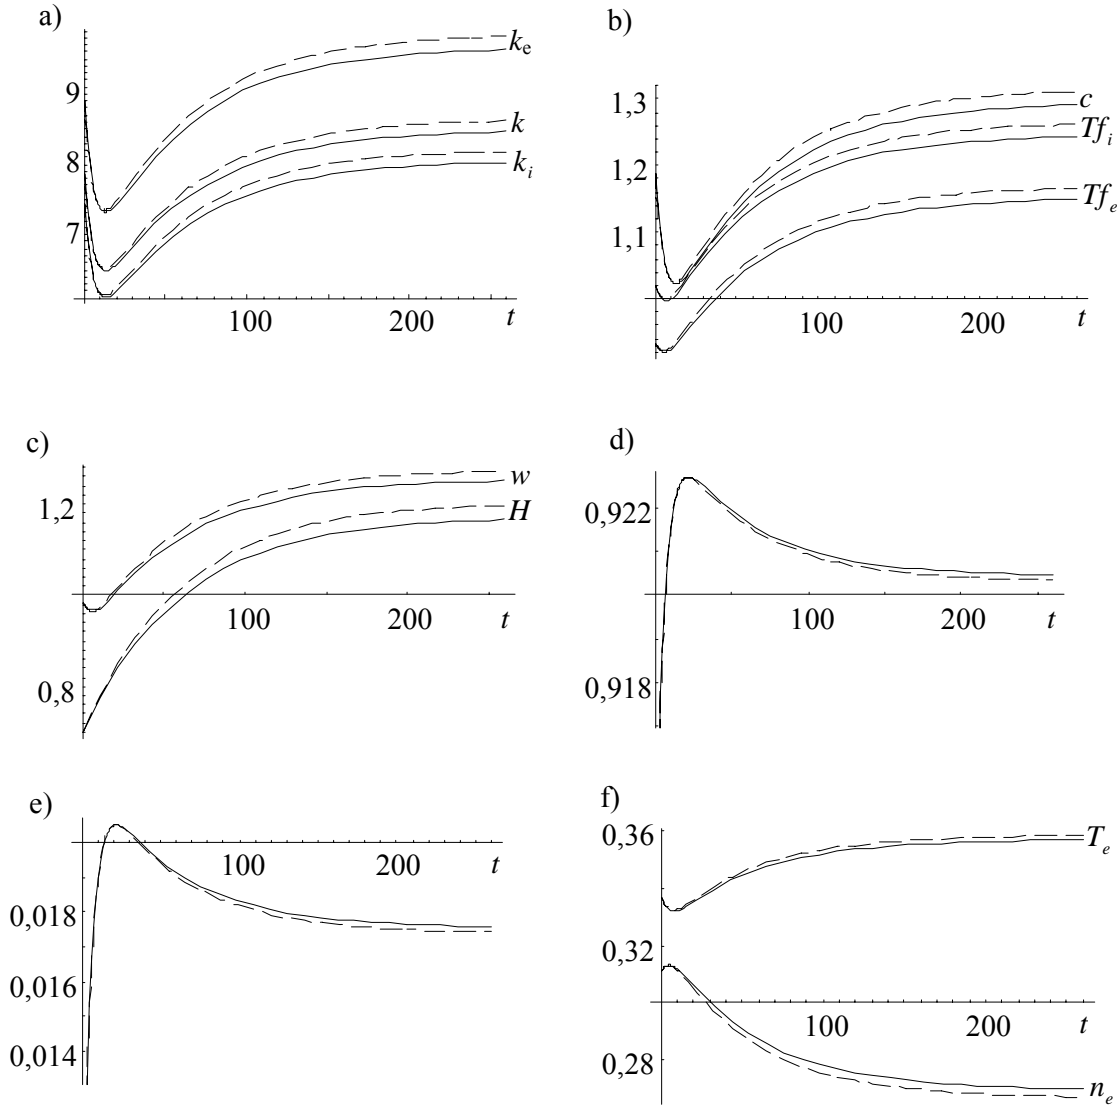 a)
k_e
9
k
8
k_i
7
100
200
t
b)
1,3
c
Tf_i
1,2
Tf_e
1,1
100
200
t
c)
w
1,2
H
100
200
t
0,8
d)
0,922
100
200
t
0,918
e)
100
200
t
0,018
0,016
0,014
f)
0,36
T_e
0,32
100
200
t
0,28
n_e